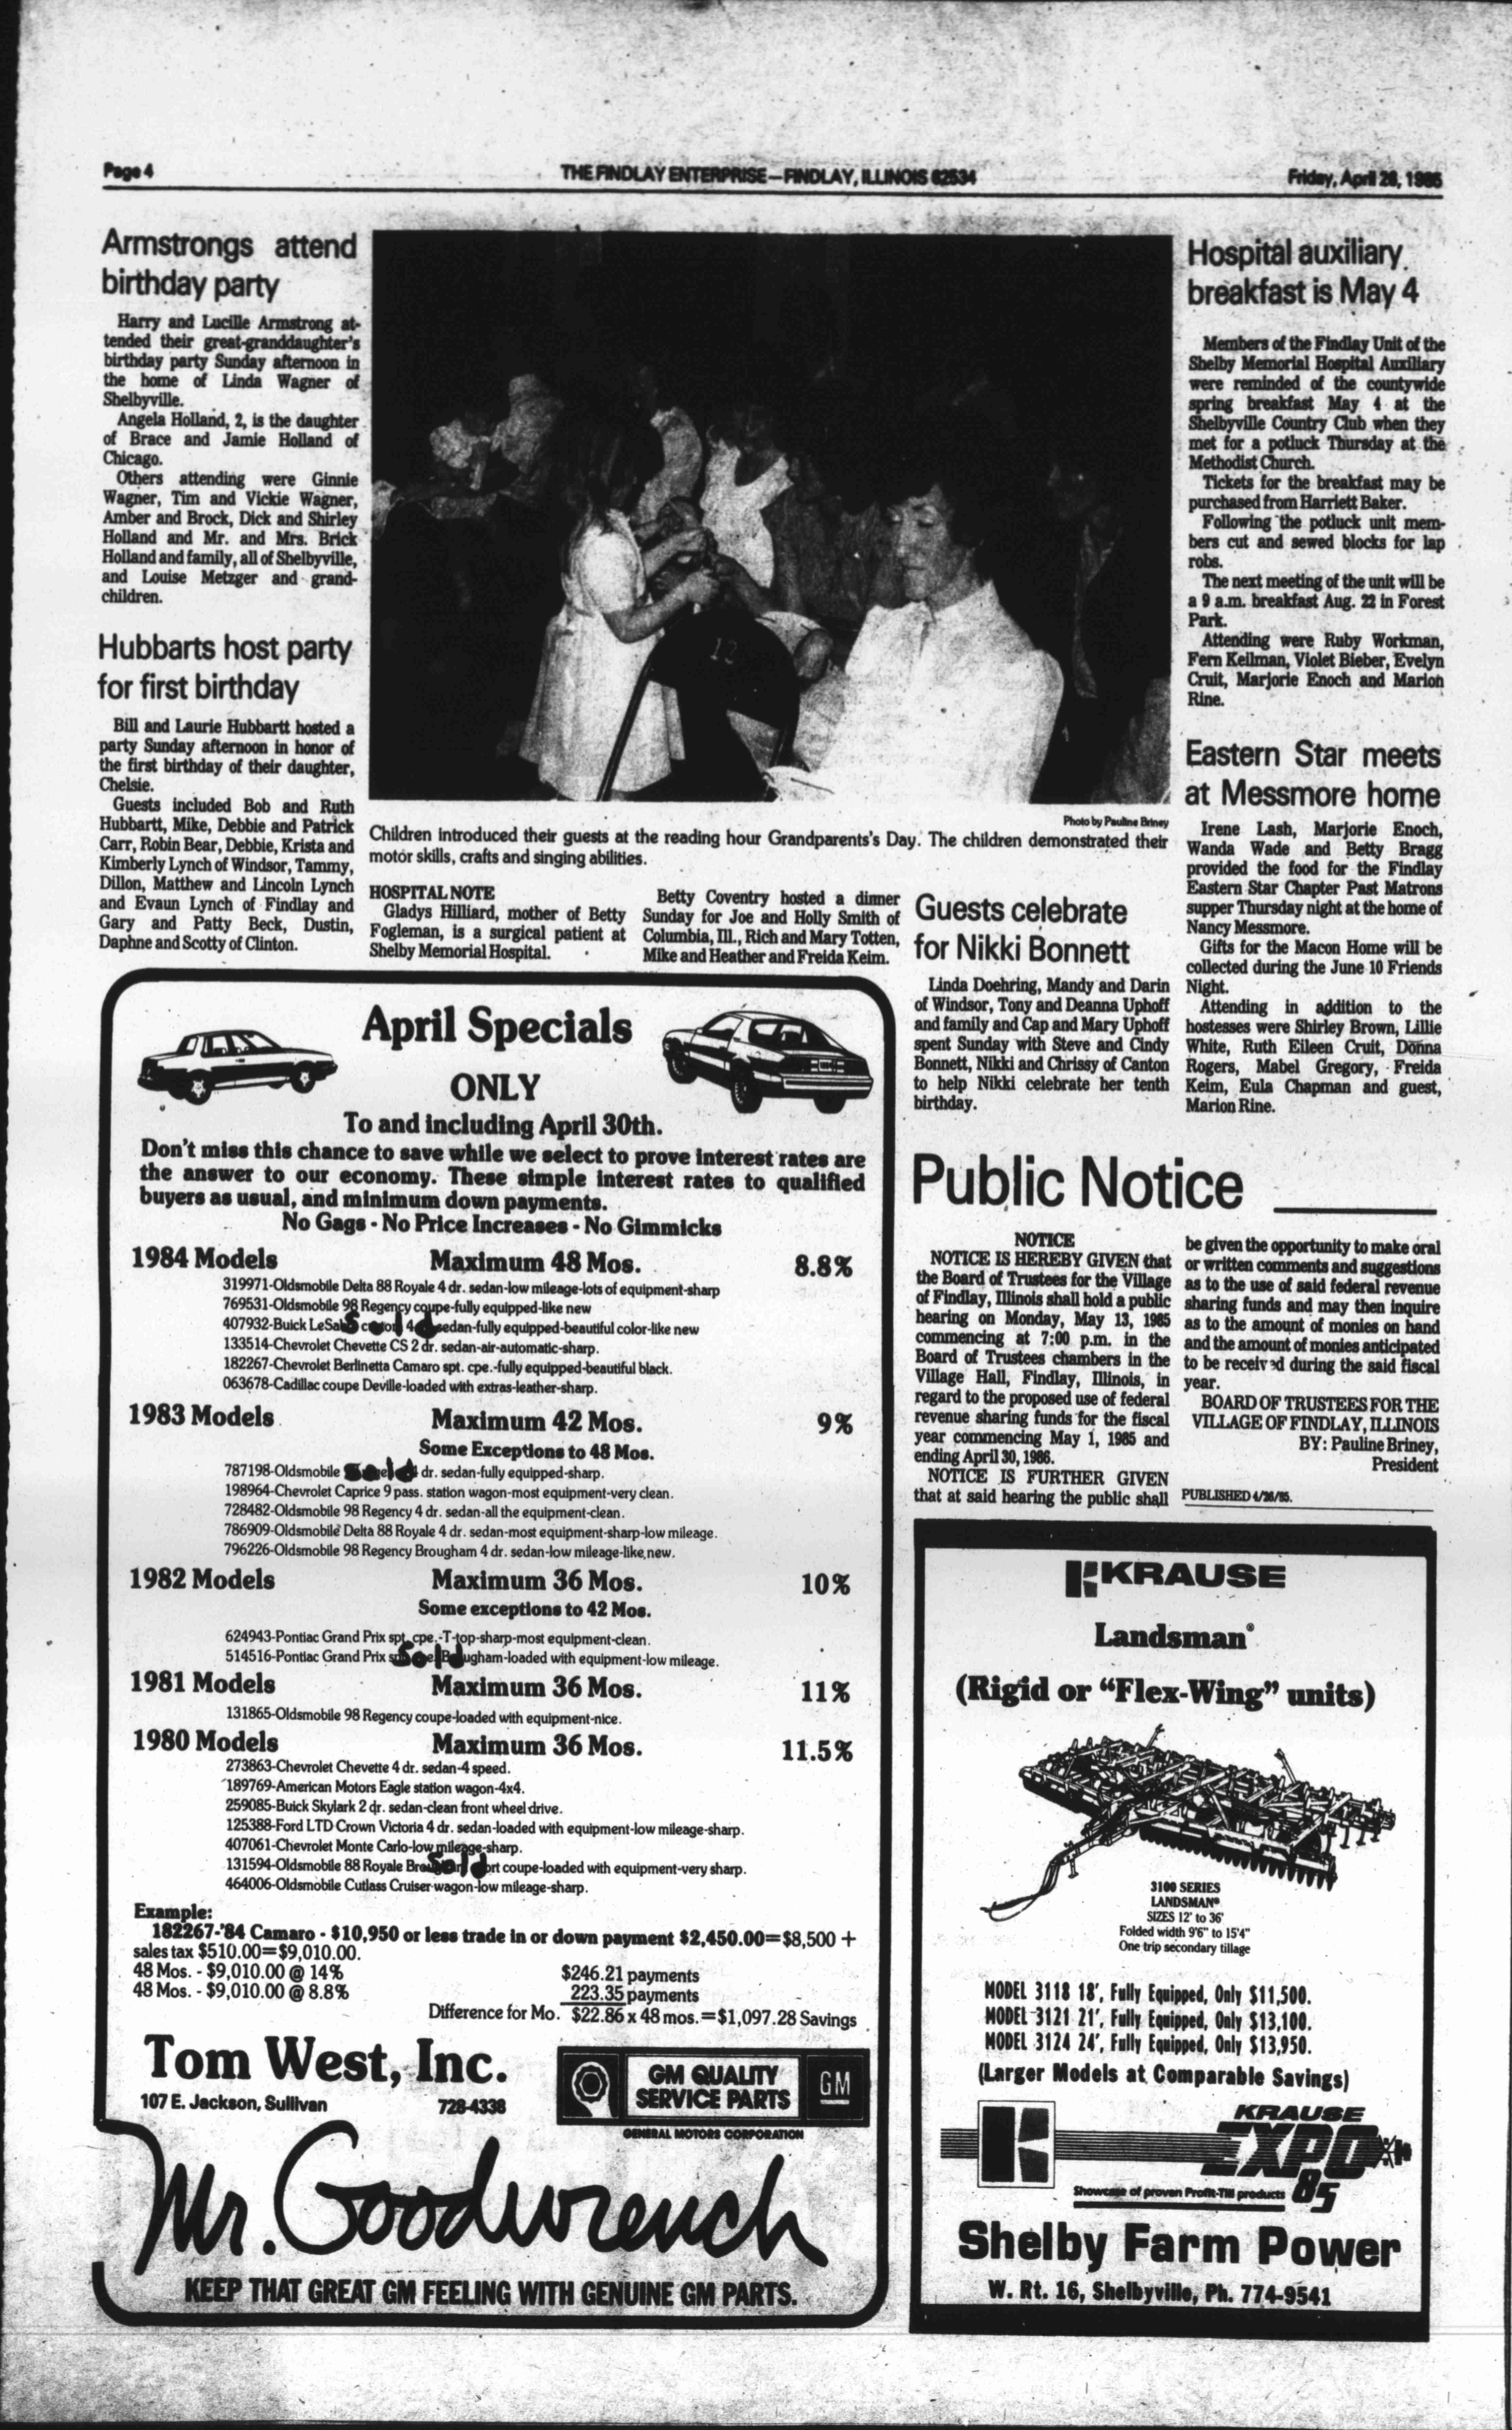 Page 4
THE FINDLAY ENTERPRISE—FINDLAY, ILLINOIS 62534
Friday, April 26, 1985
Armstrongs attend
birthday party
Harry and Lucille Armstrong at-
tended their great-granddaughter's
birthday party Sunday afternoon in
the home of Linda Wagner of
Shelbyville.
Angela Holland, 2, is the daughter
of Brace and Jamie Holland of
Chicago.
Others attending were Ginnie
Wagner, Tim and Vickie Wagner,
Amber and Brock, Dick and Shirley
Holland and Mr. and Mrs. Brick
Holland and family, all of Shelbyville,
and Louise Metzger and grand-
children.
Hubbarts host party
for first birthday
Bill and Laurie Hubbartt hosted a
party Sunday afternoon in honor of
the first birthday of their daughter,
Chelsie.
Guests included Bob and Ruth
Hubbartt, Mike, Debbie and Patrick
Carr, Robin Bear, Debbie, Krista and
Kimberly Lynch of Windsor, Tammy,
Dillon, Matthew and Lincoln Lynch
and Evaun Lynch of Findlay and
Gary and Patty Beck, Dustin,
Daphne and Scotty of Clinton.
12
Photo by Pauline Briney
Children introduced their guests at the reading hour Grandparents's Day. The children demonstrated their
motor skills, crafts and singing abilities.
HOSPITAL NOTE
Gladys Hilliard, mother of Betty
Fogleman, is a surgical patient at
Shelby Memorial Hospital.
Betty Coventry hosted a dinner
Sunday for Joe and Holly Smith of
Columbia, Ill., Rich and Mary Totten,
Mike and Heather and Freida Keim.
Guests celebrate
for Nikki Bonnett
Linda Doehring, Mandy and Darin
of Windsor, Tony and Deanna Uphoff
and family and Cap and Mary Uphoff
spent Sunday with Steve and Cindy
Bonnett, Nikki and Chrissy of Canton
to help Nikki celebrate her tenth
birthday.
Hospital auxiliary
breakfast is May 4
Members of the Findlay Unit of the
Shelby Memorial Hospital Auxiliary
were reminded of the countywide
spring breakfast May 4 at the
Shelbyville Country Club when they
met for a potluck Thursday at the
Methodist Church.
Tickets for the breakfast may be
purchased from Harriett Baker.
Following the potluck unit mem-
bers cut and sewed blocks for lap
robs.
The next meeting of the unit will be
a 9 a.m. breakfast Aug. 22 in Forest
Park.
Attending were Ruby Workman,
Fern Keilman, Violet Bieber, Evelyn
Cruit, Marjorie Enoch and Marion
Rine.
Eastern Star meets
at Messmore home
Irene Lash, Marjorie Enoch,
Wanda Wade and Betty Bragg
provided the food for the Findlay
Eastern Star Chapter Past Matrons
supper Thursday night at the home of
Nancy Messmore.
Gifts for the Macon Home will be
collected during the June 10 Friends
Night.
Attending in addition to the
hostesses were Shirley Brown, Lillie
White, Ruth Eileen Cruit, Donna
Rogers, Mabel Gregory, Freida
Keim, Eula Chapman and guest,
Marion Rine.
April Specials
ONLY
To and including April 30th.
Don't miss this chance to save while we select to prove interest rates are
the answer to our economy. These simple interest rates to qualified
buyers as usual, and minimum down payments.
No Gags - No Price Increases - No Gimmicks
1984 Models Maximum 48 Mos. 8.8%
319971-Oldsmobile Delta 88 Royale 4 dr. sedan-low mileage-lots of equipment-sharp
769531-Oldsmobile 98 Regency coupe-fully equipped-like new
407932-Buick Sold sedan-fully equipped-beautiful color-like new
133514-Chevrolet Chevette CS 2 dr. sedan-air-automatic-sharp.
182267-Chevrolet Berlinetta Camaro spt. cpe.-fully equipped-beautiful black.
063678-Cadillac coupe Deville-loaded with extras-leather-sharp.
1983 Models Maximum 42 Mos. 9%
Some Exceptions to 48 Mos.
787198-Oldsmobile Sold dr. sedan-fully equipped-sharp.
198964-Chevrolet Caprice 9 pass. station wagon-most equipment-very clean.
728482-Oldsmobile 98 Regency 4 dr. sedan-all the equipment-clean.
786909-Oldsmobile Delta 88 Royale 4 dr. sedan-most equipment-sharp-low mileage.
796226-Oldsmobile 98 Regency Brougham 4 dr. sedan-low mileage-like new.
1982 Models Maximum 36 Mos. 10%
Some exceptions to 42 Mos.
624943-Pontiac Grand Prix spt. cpe.-T-top-sharp-most equipment-clean.
514516-Pontiac Grand Prix Sold Brougham-loaded with equipment-low mileage.
1981 Models Maximum 36 Mos. 11%
131865-Oldsmobile 98 Regency coupe-loaded with equipment-nice.
1980 Models Maximum 36 Mos. 11.5%
273863-Chevrolet Chevette 4 dr. sedan-4 speed.
189769-American Motors Eagle station wagon-4x4.
259085-Buick Skylark 2 dr. sedan-clean front wheel drive.
125388-Ford LTD Crown Victoria 4 dr. sedan-loaded with equipment-low mileage-sharp.
407061-Chevrolet Monte Carlo-low mileage-sharp.
131594-Oldsmobile 88 Royale Sold coupe-loaded with equipment-very sharp.
464006-Oldsmobile Cutlass Cruiser wagon-low mileage-sharp.
Example:
182267-'84 Camaro - $10,950 or less trade in or down payment $2,450.00=$8,500 +
sales tax $510.00=$9,010.00.
48 Mos. - $9,010.00 @ 14% $246.21 payments
48 Mos. - $9,010.00 @ 8.8% 223.35 payments
Difference for Mo. $22.86 x 48 mos.=$1,097.28 Savings
Tom West, Inc.
107 E. Jackson, Sullivan 728-4338
GM QUALITY
SERVICE PARTS
GM
GENERAL MOTORS CORPORATION
Mr. Goodwrench
KEEP THAT GREAT GM FEELING WITH GENUINE GM PARTS.
Public Notice
NOTICE
NOTICE IS HEREBY GIVEN that
the Board of Trustees for the Village
of Findlay, Illinois shall hold a public
hearing on Monday, May 13, 1985
commencing at 7:00 p.m. in the
Board of Trustees chambers in the
Village Hall, Findlay, Illinois, in
regard to the proposed use of federal
revenue sharing funds for the fiscal
year commencing May 1, 1985 and
ending April 30, 1986.
NOTICE IS FURTHER GIVEN
that at said hearing the public shall
be given the opportunity to make oral
or written comments and suggestions
as to the use of said federal revenue
sharing funds and may then inquire
as to the amount of monies on hand
and the amount of monies anticipated
to be received during the said fiscal
year.
BOARD OF TRUSTEES FOR THE
VILLAGE OF FINDLAY, ILLINOIS
BY: Pauline Briney,
President
PUBLISHED 4/26/85.
KRAUSE
Landsman®
(Rigid or "Flex-Wing" units)
3100 SERIES
LANDSMAN®
SIZES 12' to 36'
Folded width 9'6" to 15'4"
One trip secondary tillage
MODEL 3118 18', Fully Equipped, Only $11,500.
MODEL 3121 21', Fully Equipped, Only $13,100.
MODEL 3124 24', Fully Equipped, Only $13,950.
(Larger Models at Comparable Savings)
KRAUSE
EXPO
85
Showcase of proven Profit-Till products
Shelby Farm Power
W. Rt. 16, Shelbyville, Ph. 774-9541